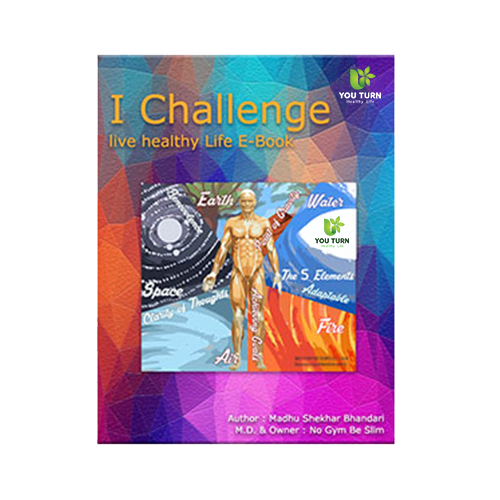 YOU TURN
Healthy Life
I Challenge
live healthy Life E-Book
Earth
Water
YOU TURN
Healthy Life
Space
The 5 Elements
Clarity of Thoughts
Adaptable
Fire
Air
Author : Madhu Shekhar Bhandari
M.D. & Owner : No Gym Be Slim